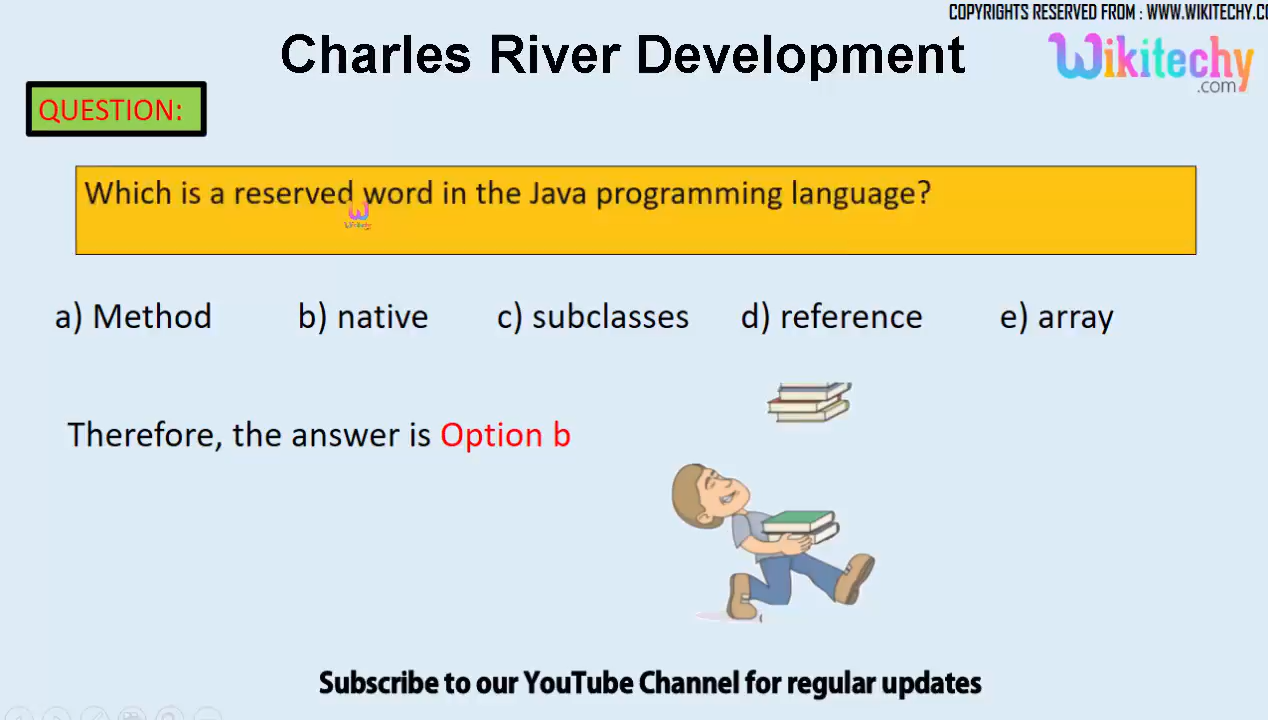 COPYRIGHTS RESERVED FROM : WWW.WIKITECHY.CO
Charles River Development
Wikitechy
.com
QUESTION:
Which is a reserved word in the Java programming language?
W
Wikitechy
a) Method b) native c) subclasses d) reference e) array
Therefore, the answer is Option b
Subscribe to our YouTube Channel for regular updates